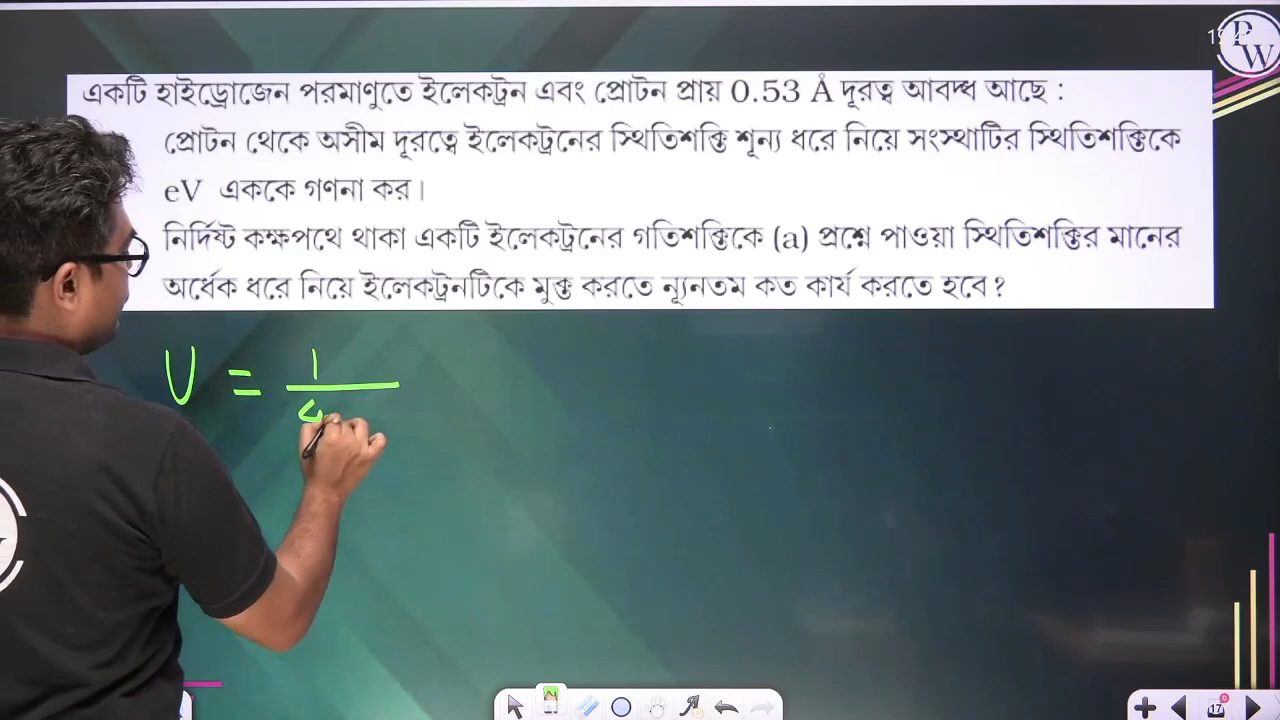 একটি হাইড্রোজেন পরমাণুতে ইলেকট্রন এবং প্রোটন প্রায় 0.53 Å দূরত্ব আবদ্ধ আছে :
প্রোটন থেকে অসীম দূরত্বে ইলেকট্রনের স্থিতিশক্তি শূন্য ধরে নিয়ে সংস্থাটির স্থিতিশক্তিকে
eV এককে গণনা কর।
নির্দিষ্ট কক্ষপথে থাকা একটি ইলেকট্রনের গতিশক্তিকে (a) প্রশ্নে পাওয়া স্থিতিশক্তির মানের
অর্ধেক ধরে নিয়ে ইলেকট্রনটিকে মুক্ত করতে ন্যূনতম কত কার্য করতে হবে?
U = 1
PW
17